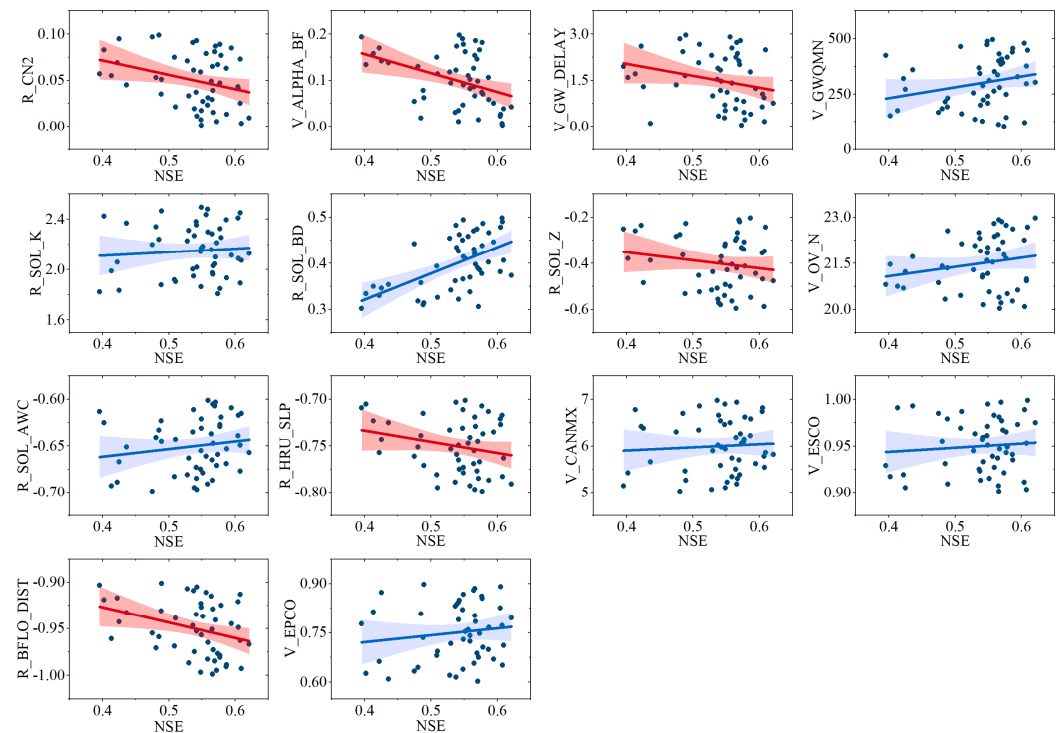 R_CN2
0.10
0.05
0.00
0.4 0.5 0.6
NSE
V_ALPHA_BF
0.2
0.1
0.0
0.4 0.5 0.6
NSE
V_GW_DELAY
3.0
1.5
0.0
0.4 0.5 0.6
NSE
V_GWQMN
500
250
0
0.4 0.5 0.6
NSE
R_SOL_K
2.4
2.0
1.6
0.4 0.5 0.6
NSE
R_SOL_BD
0.5
0.4
0.3
0.4 0.5 0.6
NSE
R_SOL_Z
-0.2
-0.4
-0.6
0.4 0.5 0.6
NSE
V_OV_N
23.0
21.5
20.0
0.4 0.5 0.6
NSE
R_SOL_AWC
-0.60
-0.65
-0.70
0.4 0.5 0.6
NSE
R_HRU_SLP
-0.70
-0.75
-0.80
0.4 0.5 0.6
NSE
V_CANMX
7
6
5
0.4 0.5 0.6
NSE
V_ESCO
1.00
0.95
0.90
0.4 0.5 0.6
NSE
R_BFLO_DIST
-0.90
-0.95
-1.00
0.4 0.5 0.6
NSE
V_EPCO
0.90
0.75
0.60
0.4 0.5 0.6
NSE